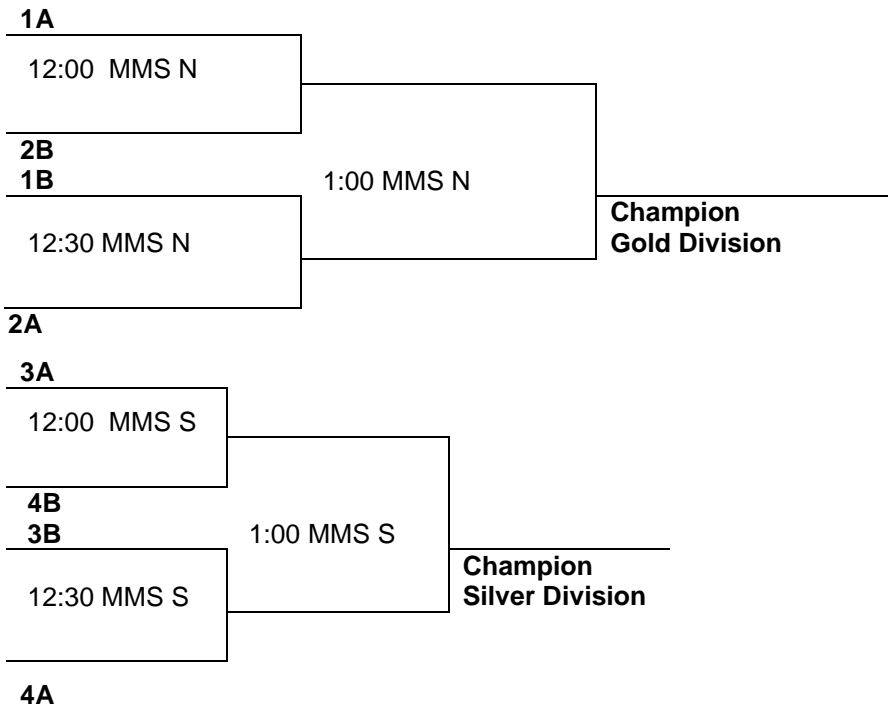 1A
12:00 MMS N
2B
1B
1:00 MMS N
Champion
Gold Division
12:30 MMS N
2A
3A
12:00 MMS S
4B
3B
1:00 MMS S
Champion
Silver Division
12:30 MMS S
4A